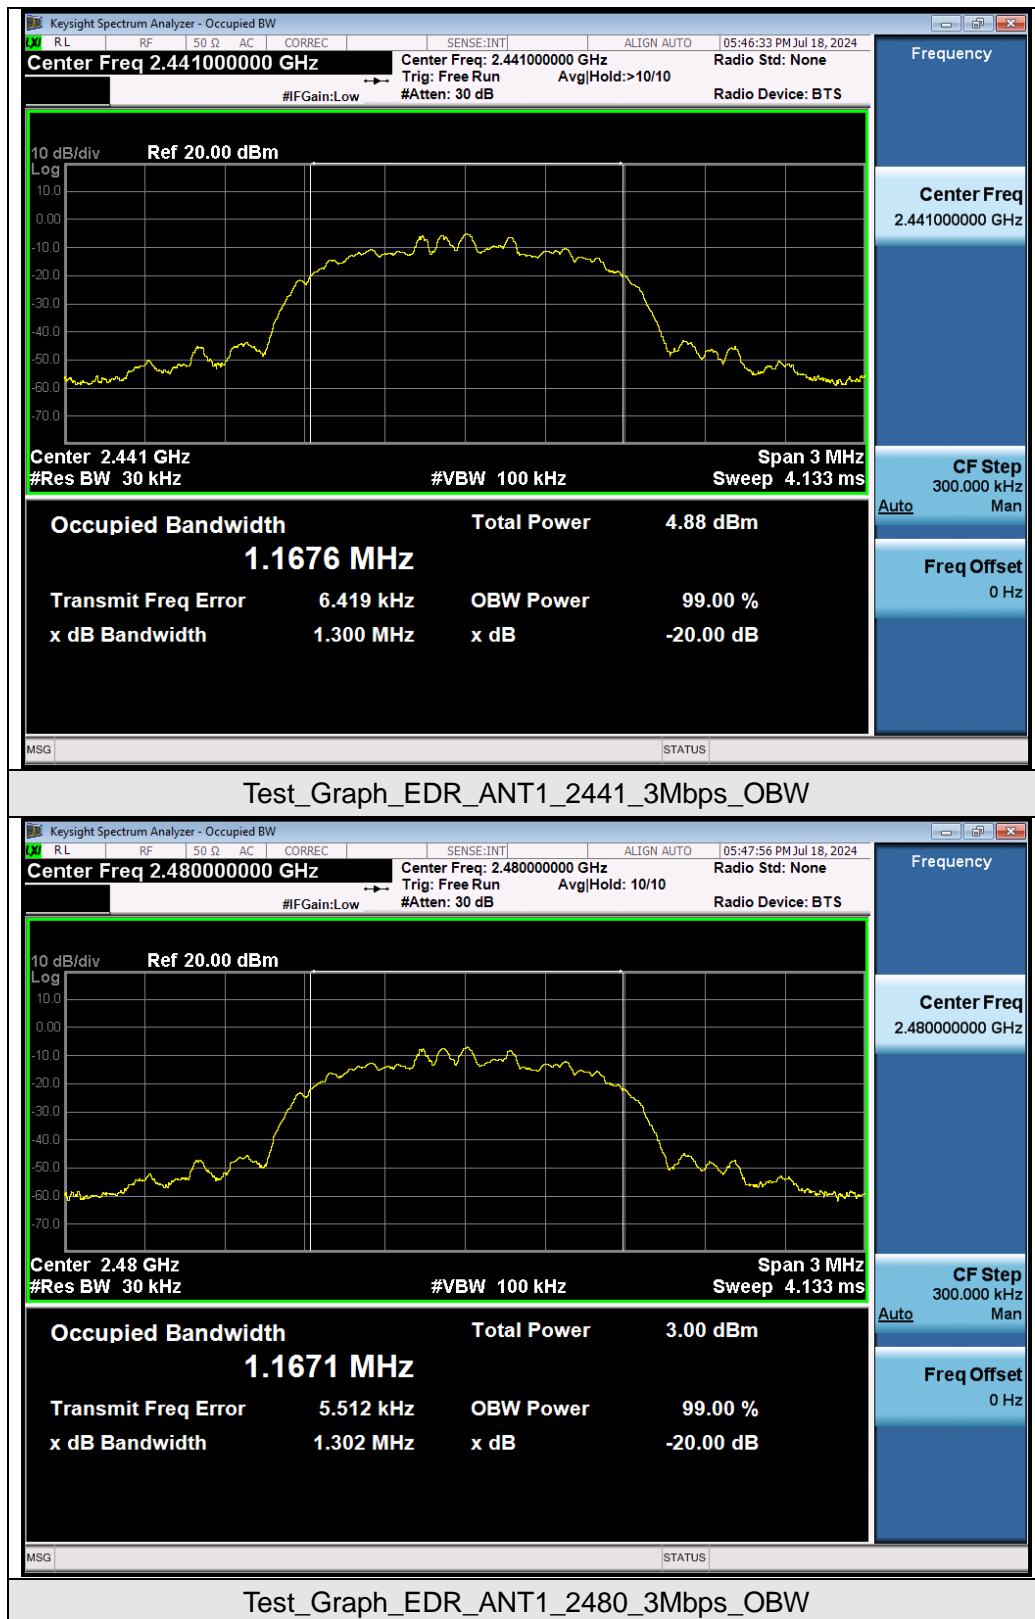 Keysight Spectrum Analyzer - Occupied BW
LXI RL RF 50 Ω AC CORREC SENSE:INT ALIGN AUTO 05:46:33 PM Jul 18, 2024
Center Freq 2.441000000 GHz
Center Freq: 2.441000000 GHz Radio Std: None
Trig: Free Run Avg|Hold:>10/10
#IFGain:Low #Atten: 30 dB Radio Device: BTS
Frequency
10 dB/div Ref 20.00 dBm
Log
10.0
0.00
-10.0
-20.0
-30.0
-40.0
-50.0
-60.0
-70.0
Center 2.441 GHz Span 3 MHz
#Res BW 30 kHz #VBW 100 kHz Sweep 4.133 ms
Center Freq
2.441000000 GHz
CF Step
300.000 kHz
Auto Man
Freq Offset
0 Hz
Occupied Bandwidth Total Power 4.88 dBm
1.1676 MHz
Transmit Freq Error 6.419 kHz OBW Power 99.00 %
x dB Bandwidth 1.300 MHz x dB -20.00 dB
MSG STATUS
Test_Graph_EDR_ANT1_2441_3Mbps_OBW
Keysight Spectrum Analyzer - Occupied BW
LXI RL RF 50 Ω AC CORREC SENSE:INT ALIGN AUTO 05:47:56 PM Jul 18, 2024
Center Freq 2.480000000 GHz
Center Freq: 2.480000000 GHz Radio Std: None
Trig: Free Run Avg|Hold: 10/10
#IFGain:Low #Atten: 30 dB Radio Device: BTS
Frequency
10 dB/div Ref 20.00 dBm
Log
10.0
0.00
-10.0
-20.0
-30.0
-40.0
-50.0
-60.0
-70.0
Center 2.48 GHz Span 3 MHz
#Res BW 30 kHz #VBW 100 kHz Sweep 4.133 ms
Center Freq
2.480000000 GHz
CF Step
300.000 kHz
Auto Man
Freq Offset
0 Hz
Occupied Bandwidth Total Power 3.00 dBm
1.1671 MHz
Transmit Freq Error 5.512 kHz OBW Power 99.00 %
x dB Bandwidth 1.302 MHz x dB -20.00 dB
MSG STATUS
Test_Graph_EDR_ANT1_2480_3Mbps_OBW